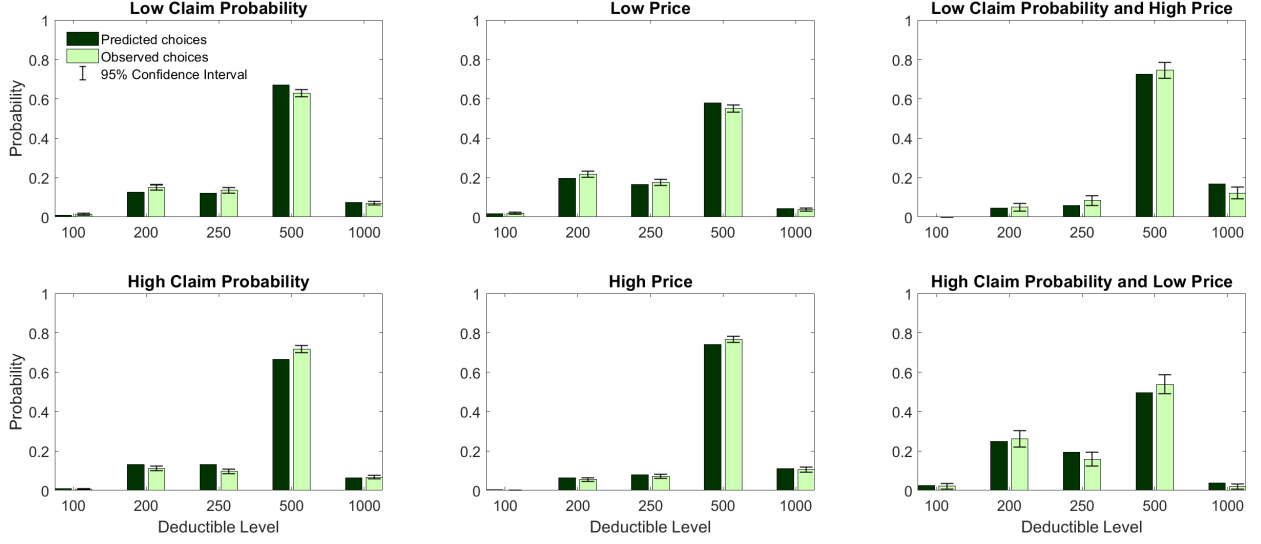 Low Claim Probability
Low Price
Low Claim Probability and High Price
Predicted choices
Observed choices
95% Confidence Interval
Probability
1
0.8
0.6
0.4
0.2
0
100 200 250 500 1000
1
0.8
0.6
0.4
0.2
0
100 200 250 500 1000
1
0.8
0.6
0.4
0.2
0
100 200 250 500 1000
High Claim Probability
High Price
High Claim Probability and Low Price
Probability
1
0.8
0.6
0.4
0.2
0
100 200 250 500 1000
Deductible Level
1
0.8
0.6
0.4
0.2
0
100 200 250 500 1000
Deductible Level
1
0.8
0.6
0.4
0.2
0
100 200 250 500 1000
Deductible Level